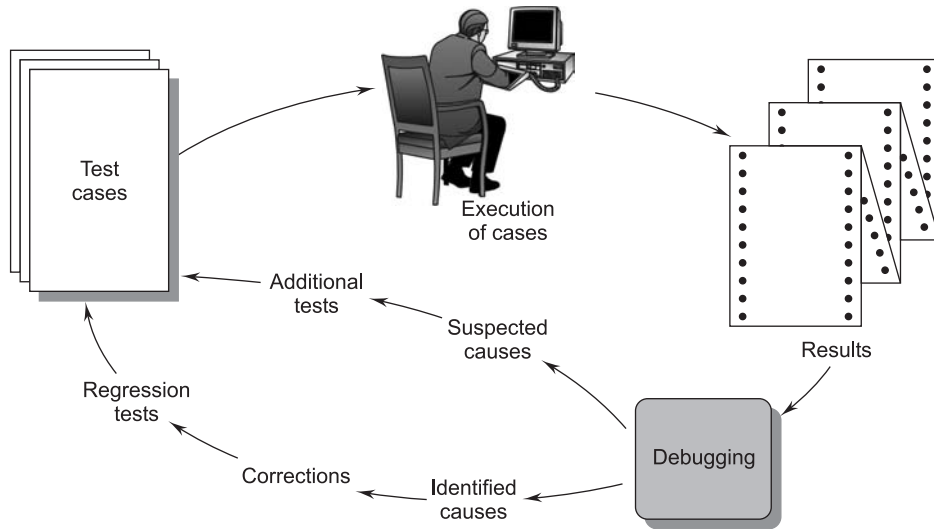 Test
cases
Execution
of cases
Additional
tests
Suspected
causes
Results
Regression
tests
Debugging
Corrections
Identified
causes